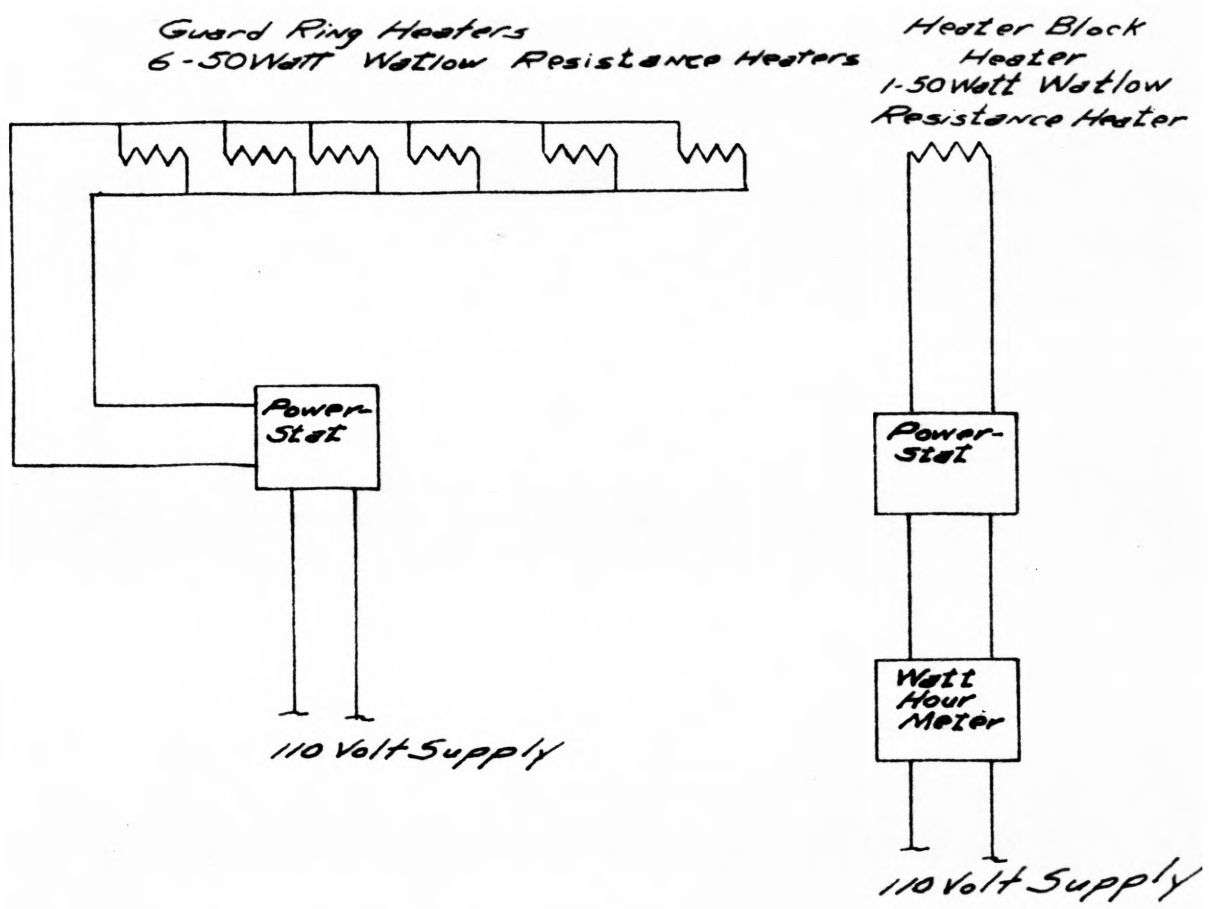 Guard Ring Heaters
6-50Watt Watlow Resistance Heaters
Heater Block
Heater
1-50Watt Watlow
Resistance Heater
Power-
Stat
110 Volt Supply
Power-
Stat
Watt
Hour
Meter
110 Volt Supply